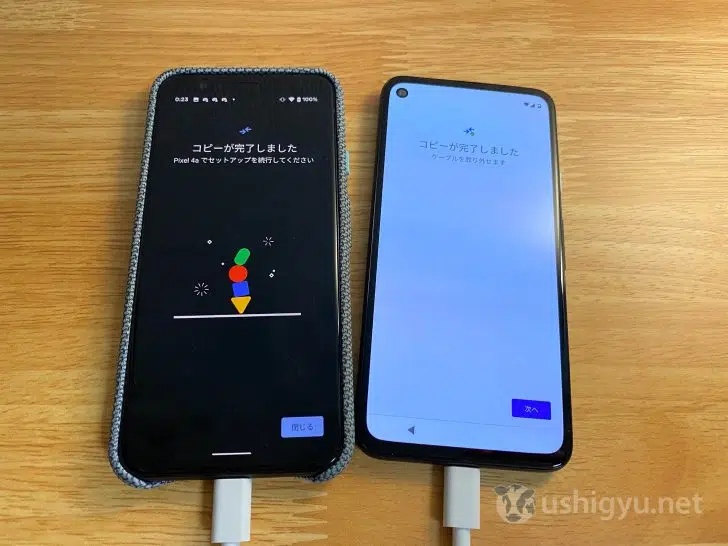 0:23
100%
コピーが完了しました
Pixel 4a でセットアップを続行してください
閉じる
コピーが完了しました
ケーブルを取り外せます
次へ
ushigyu.net